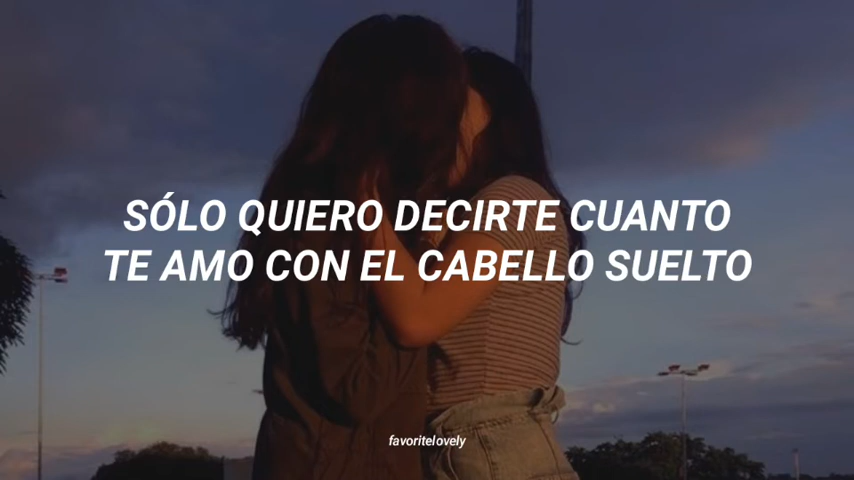 SÓLO QUIERO DECIRTE CUANTO
TE AMO CON EL CABELLO SUELTO
favoritelovely